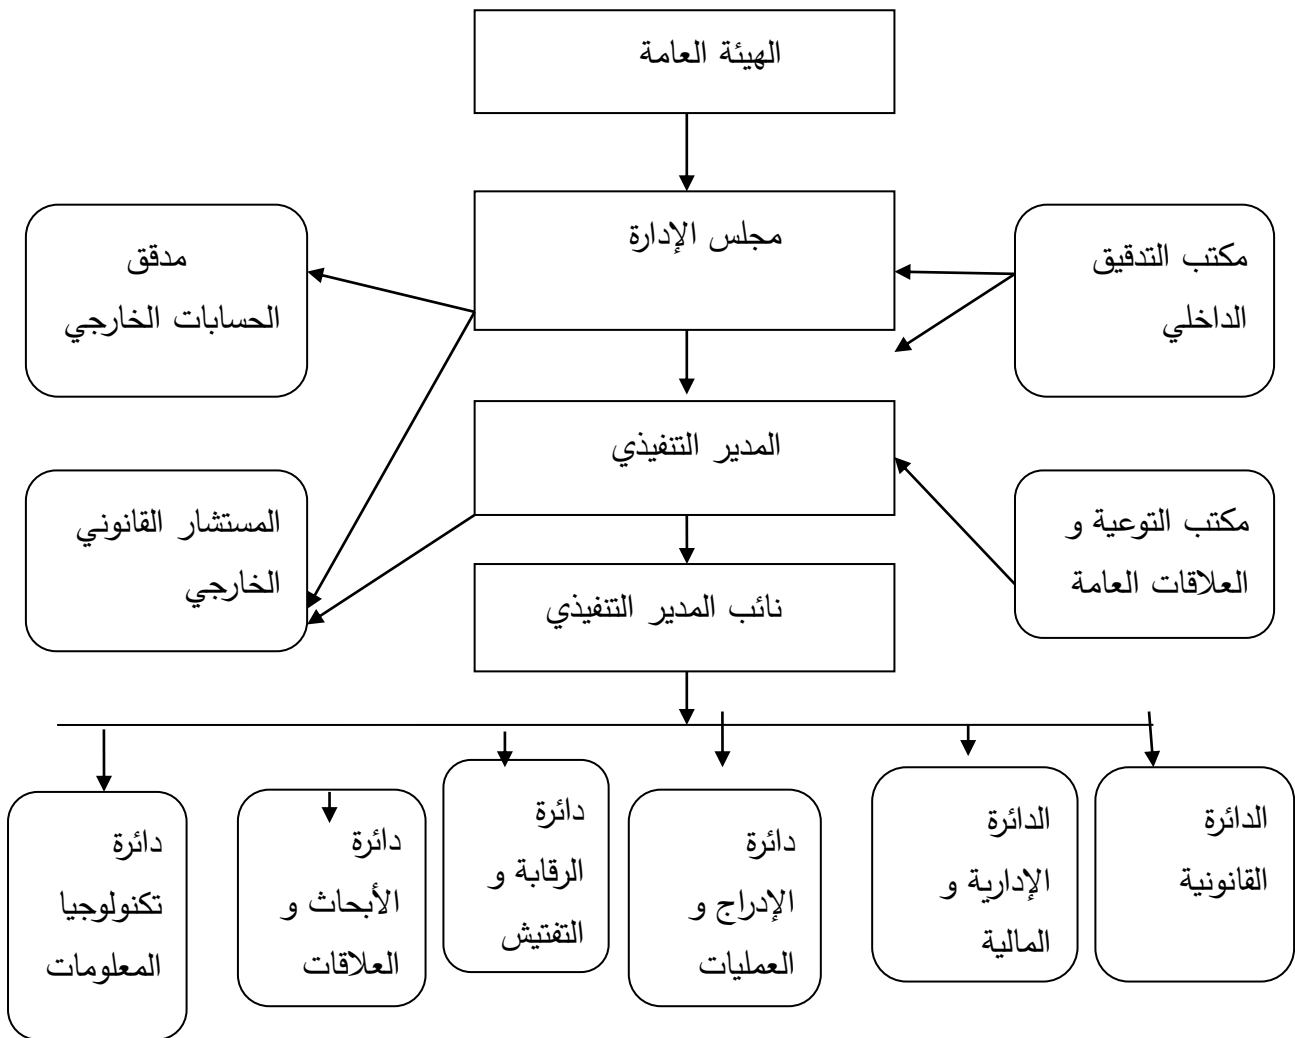 الهيئة العامة
مجلس الإدارة
مكتب التدقيق
الداخلي
مدقق
الحسابات الخارجي
المدير التنفيذي
مكتب التوعية و
العلاقات العامة
المستشار القانوني
الخارجي
نائب المدير التنفيذي
الدائرة
القانونية
الدائرة
الإدارية و
المالية
دائرة
الإدراج و
العمليات
دائرة
الرقابة و
التفتيش
دائرة
الأبحاث و
العلاقات
دائرة
تكنولوجيا
المعلومات